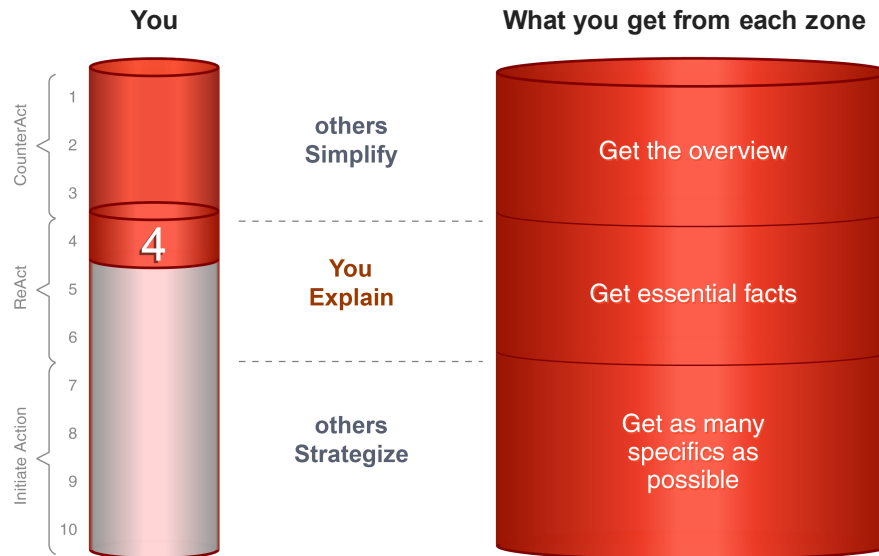 You
What you get from each zone
CounterAct
1
2
3
ReAct
4
5
6
Initiate Action
7
8
9
10
4
others
Simplify
You
Explain
others
Strategize
Get the overview
Get essential facts
Get as many
specifics as
possible